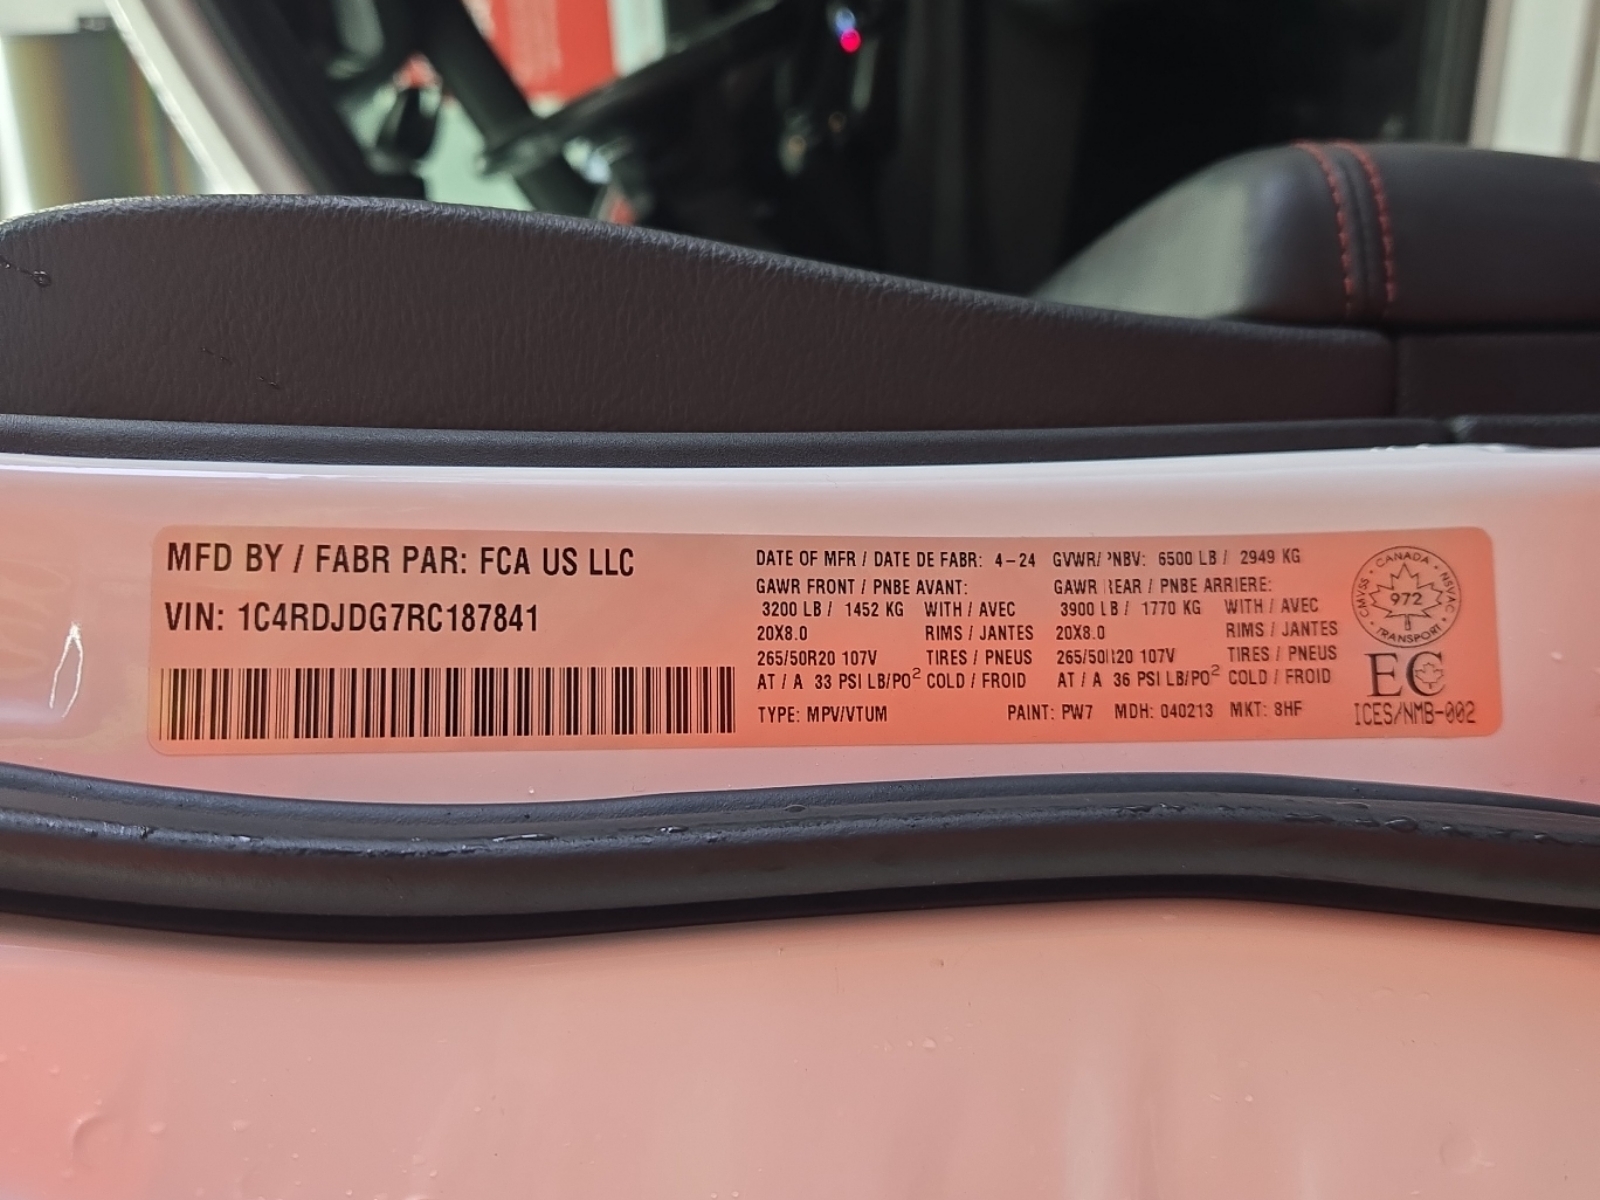 MFD BY / FABR PAR: FCA US LLC
VIN: 1C4RDJDG7RC187841
DATE OF MFR / DATE DE FABR: 4-24 GVWR/ PNBV: 6500 LB / 2949 KG
GAWR FRONT / PNBE AVANT: GAWR REAR / PNBE ARRIERE:
3200 LB / 1452 KG WITH / AVEC 3900 LB / 1770 KG WITH / AVEC
20X8.0 RIMS / JANTES 20X8.0 RIMS / JANTES
265/50R20 107V TIRES / PNEUS 265/50R20 107V TIRES / PNEUS
AT / A 33 PSI LB/PO² COLD / FROID AT / A 36 PSI LB/PO² COLD / FROID
TYPE: MPV/VTUM PAINT: PW7 MDH: 040213 MKT: 8HF
CANADA
CMVSS 972 NSVAC
TRANSPORT
EC
ICES/NMB-002